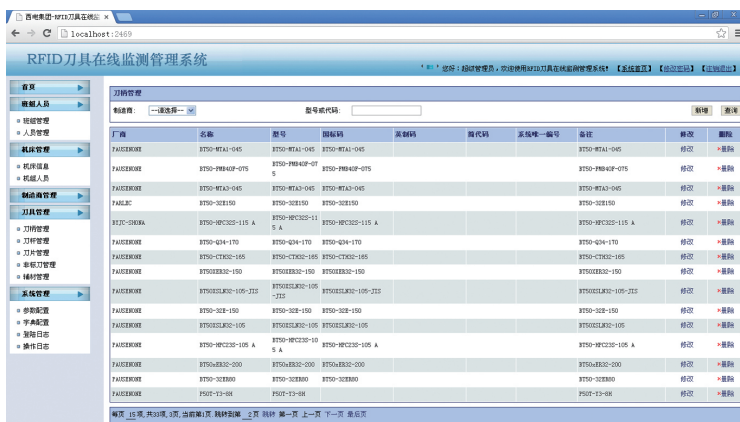 西电集团-RFID刀具在线监
localhost:2469
RFID刀具在线监测管理系统
您好：超级管理员，欢迎使用RFID刀具在线监测管理系统！ 【系统首页】 【修改密码】 【注销退出】
首页
班组人员
班组管理
人员管理
机床管理
机床信息
机组人员
制造商管理
刀具管理
刀柄管理
刀杆管理
刀片管理
非标刀管理
辅材管理
系统管理
参数配置
字典配置
登陆日志
操作日志
刀柄管理
制造商： --请选择-- 型号或代码： 新增 查询
厂商 名称 型号 国标码 英制码 简代码 系统唯一编号 备注 修改 删除
PAUSENONE BT50-MTA1-045 BT50-MTA1-045 BT50-MTA1-045 BT50-MTA1-045 修改 ×删除
PAUSENONE BT50-FMB40F-075 BT50-FMB40F-075 BT50-FMB40F-075 BT50-FMB40F-075 修改 ×删除
PAUSENONE BT50-MTA3-045 BT50-MTA3-045 BT50-MTA3-045 BT50-MTA3-045 修改 ×删除
PARLEC BT50-32E150 BT50-32E150 BT50-32E150 BT50-32E150 修改 ×删除
BTJC-SHOWA BT50-HPC32S-115 A BT50-HPC32S-115 A BT50-HPC32S-115 A BT50-HPC32S-115 A 修改 ×删除
PAUSENONE BT50-Q34-170 BT50-Q34-170 BT50-Q34-170 BT50-Q34-170 修改 ×删除
PAUSENONE BT50-CTH32-165 BT50-CTH32-165 BT50-CTH32-165 BT50-CTH32-165 修改 ×删除
PAUSENONE BT50XER32-150 BT50XER32-150 BT50XER32-150 BT50XER32-150 修改 ×删除
PAUSENONE BT50XSLN32-105-JIS BT50XSLN32-105-JIS BT50XSLN32-105-JIS BT50XSLN32-105-JIS 修改 ×删除
PAUSENONE BT50-32E-150 BT50-32E-150 BT50-32E-150 BT50-32E-150 修改 ×删除
PAUSENONE BT50XSLN32-105 BT50XSLN32-105 BT50XSLN32-105 BT50XSLN32-105 修改 ×删除
PAUSENONE BT50-HPC23S-105 A BT50-HPC23S-105 A BT50-HPC23S-105 A BT50-HPC23S-105 A 修改 ×删除
PAUSENONE BT50xER32-200 BT50xER32-200 BT50xER32-200 BT50xER32-200 修改 ×删除
PAUSENONE BT50-32ER80 BT50-32ER80 BT50-32ER80 BT50-32ER80 修改 ×删除
PAUSENONE P50T-Y3-8H P50T-Y3-8H P50T-Y3-8H 修改 ×删除
每页 15 项,共33项,3页,当前第1页.跳转到第 2 页 跳转 第一页 上一页 下一页 最后页